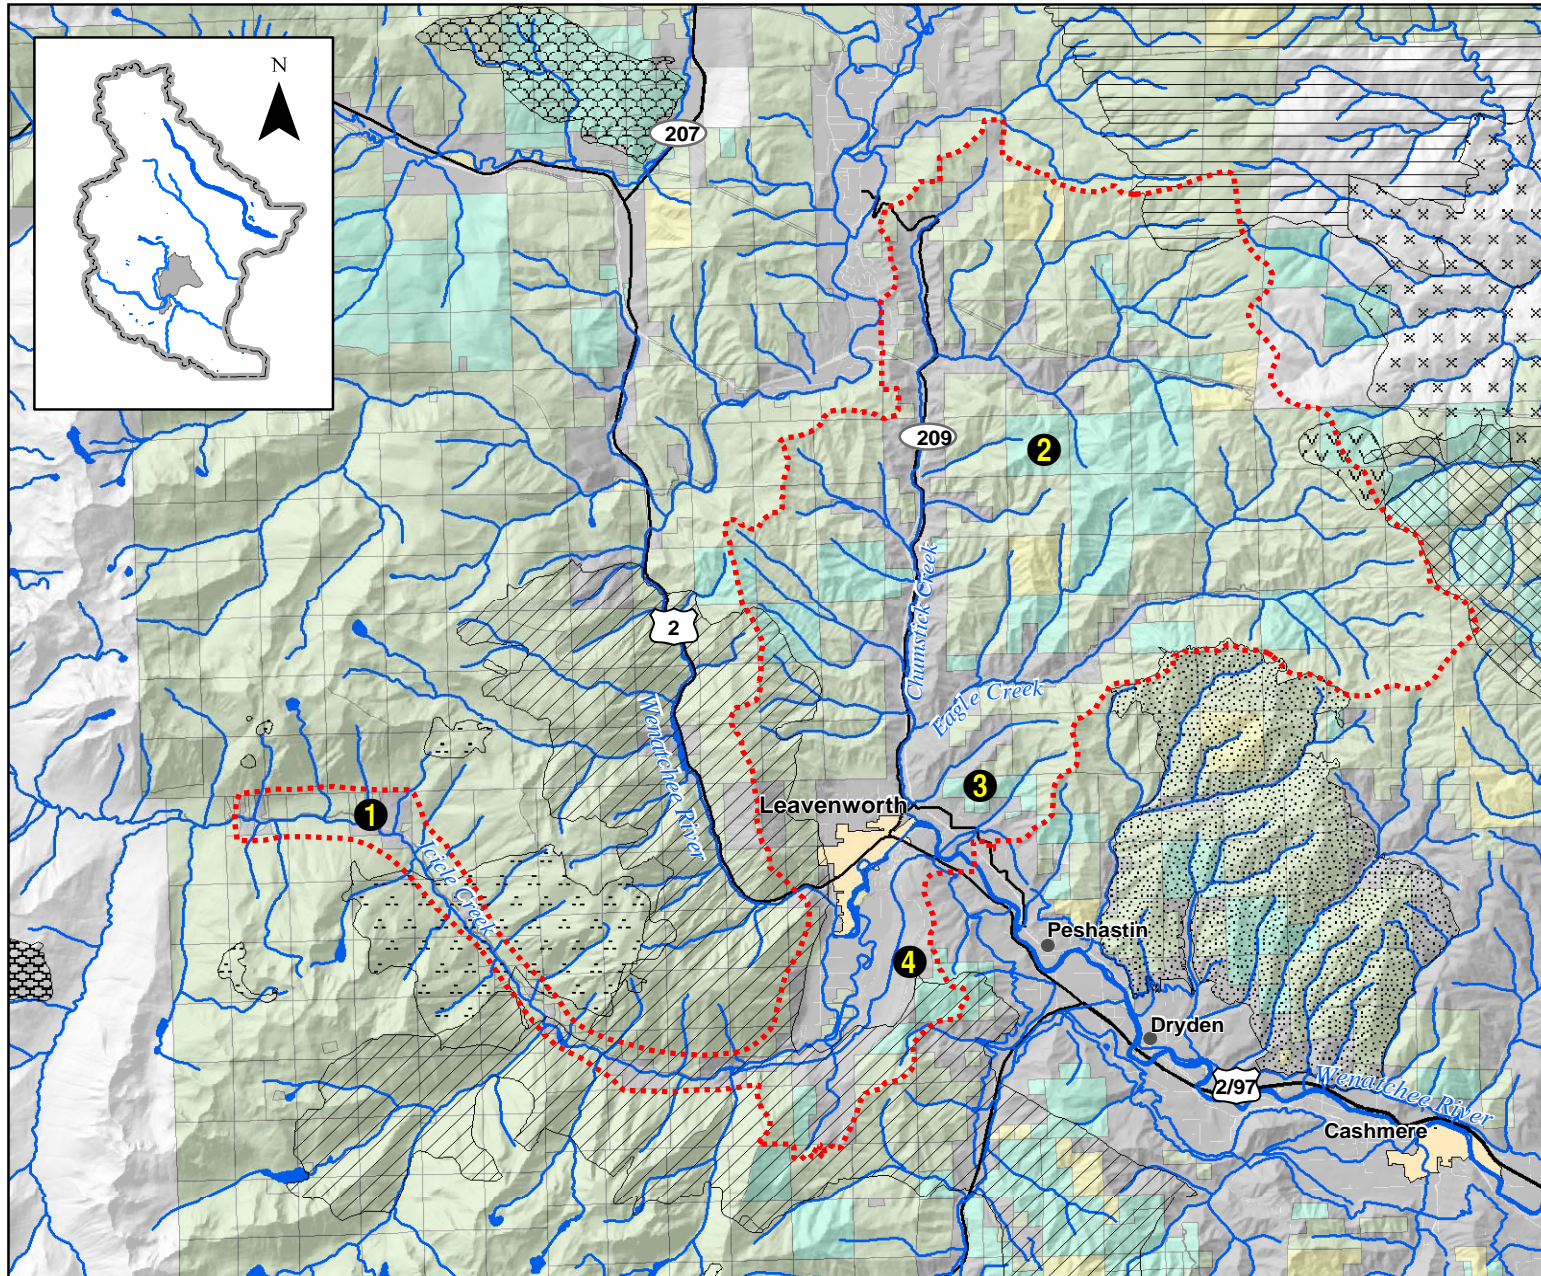 N
207
209
2
2
Chumstick Creek
Eagle Creek
Wenatchee River
3
Leavenworth
1
Icicle Creek
Peshastin
4
Dryden
2/97
Wenatchee River
Cashmere